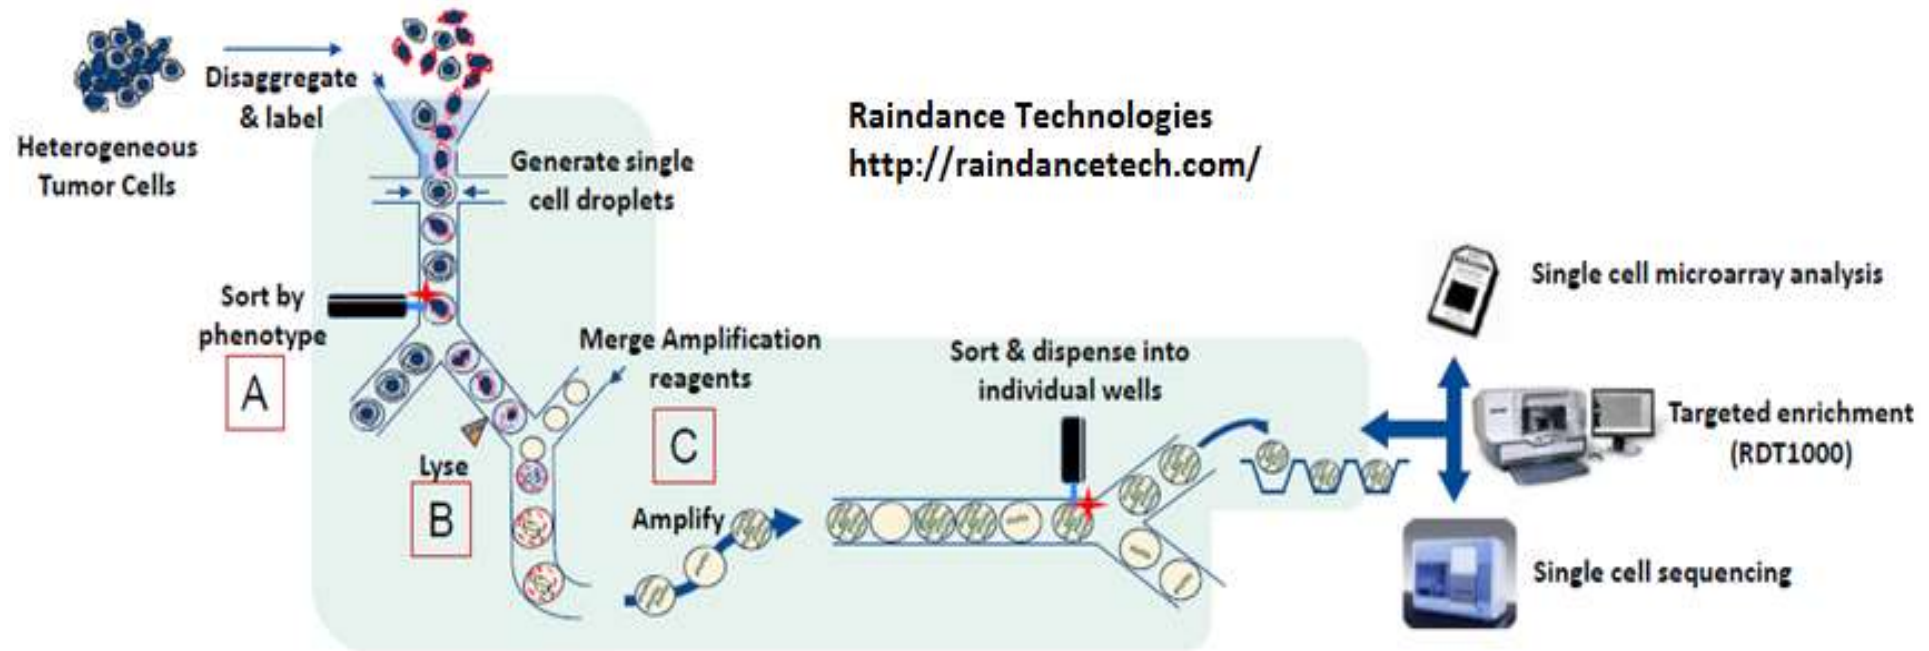 Heterogeneous
Tumor Cells
Disaggregate
& label
Generate single
cell droplets
Raindance Technologies
http://raindancetech.com/
Sort by
phenotype
A
Lyse
B
Merge Amplification
reagents
C
Amplify
Sort & dispense into
individual wells
Single cell microarray analysis
Targeted enrichment
(RDT1000)
Single cell sequencing